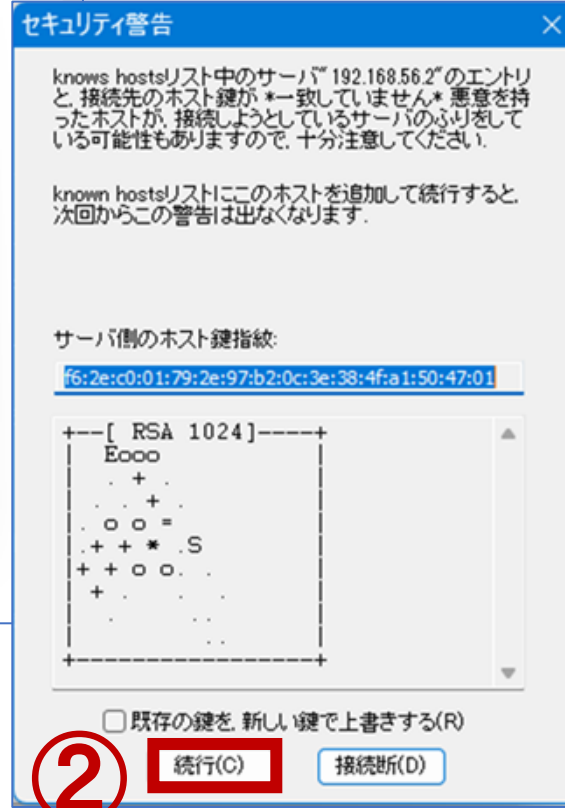 セキュリティ警告
knows hostsリスト中のサーバ"192.168.56.2"のエントリ
と, 接続先のホスト鍵が *一致していません* 悪意を持
ったホストが, 接続しようとしているサーバのふりをして
いる可能性もありますので, 十分注意してください.
known hostsリストにこのホストを追加して続行すると,
次回からこの警告は出なくなります.
サーバ側のホスト鍵指紋:
f6:2e:c0:01:79:2e:97:b2:0c:3e:38:4f:a1:50:47:01
+--[ RSA 1024]----+
|   Eooo          |
|   . + .         |
|  . . + .        |
|. o o =          |
|.+ + * .S        |
|+ + o o. .       |
| + .   .  .      |
|  .     . .      |
|         . .     |
+-----------------+
既存の鍵を, 新しい鍵で上書きする(R)
② 続行(C) 接続断(D)